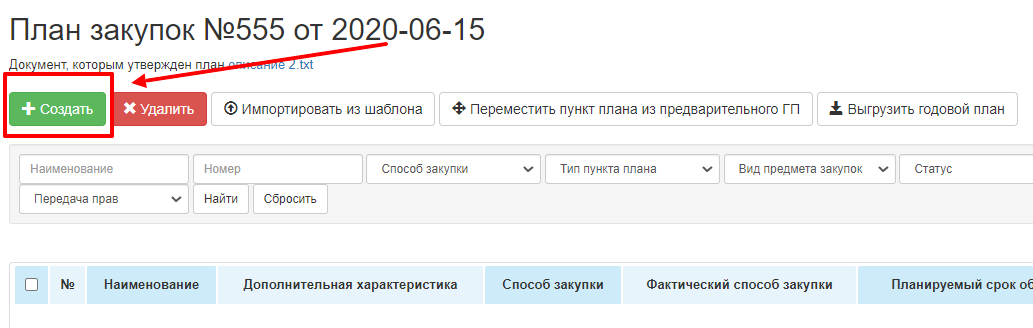 План закупок №555 от 2020-06-15
Документ, которым утвержден план описание 2.txt
Создать Удалить Импортировать из шаблона Переместить пункт плана из предварительного ГП Выгрузить годовой план
Наименование Номер Способ закупки Тип пункта плана Вид предмета закупок Статус
Передача прав Найти Сбросить
№ Наименование Дополнительная характеристика Способ закупки Фактический способ закупки Планируемый срок об